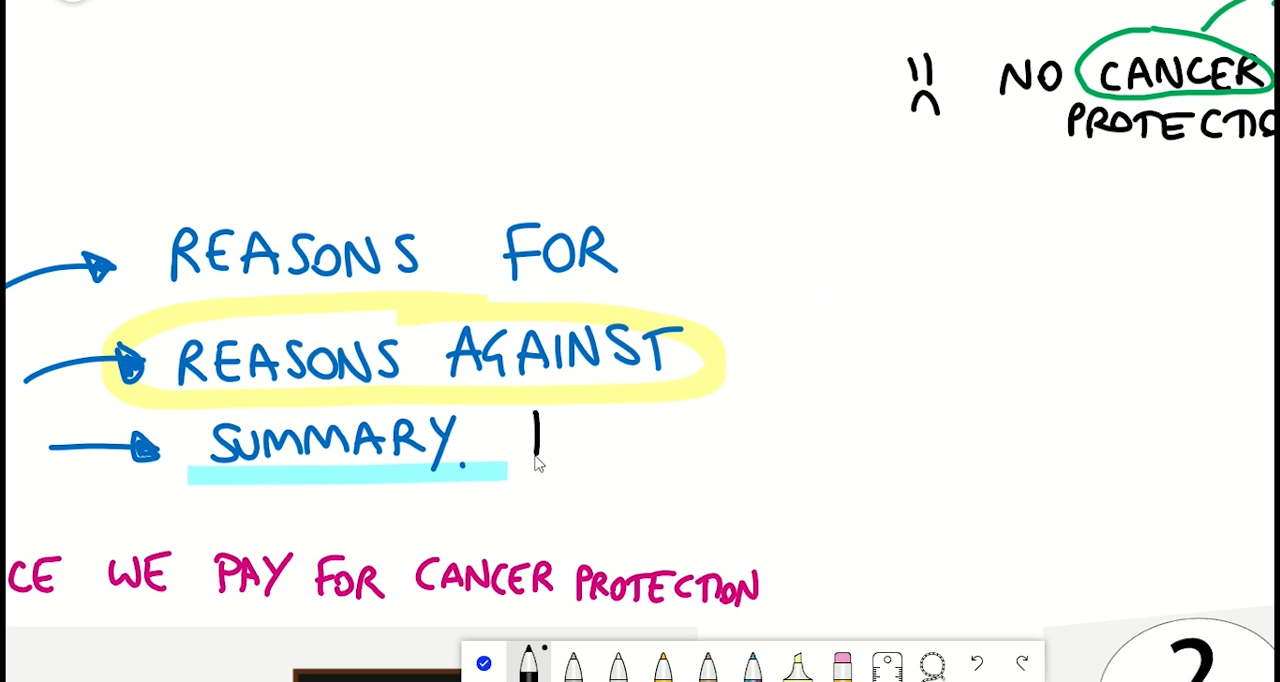 NO CANCER
PROTECTIO
REASONS FOR
REASONS AGAINST
SUMMARY.
CE WE PAY FOR CANCER PROTECTION
2